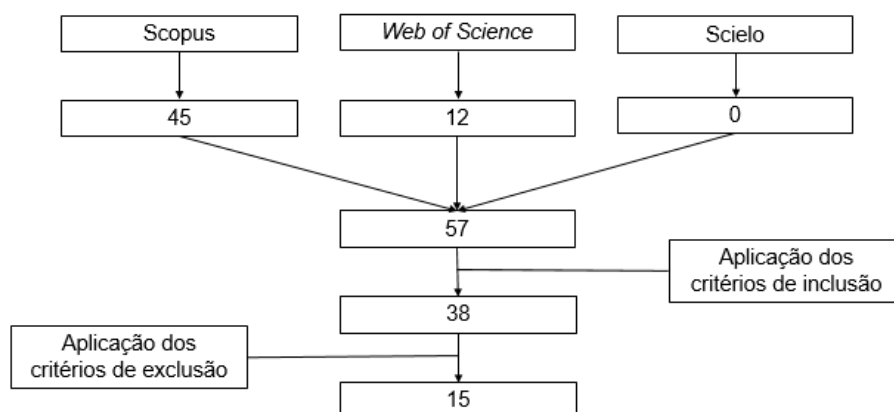 Scopus
Web of Science
Scielo
45
12
0
57
Aplicação dos
critérios de inclusão
38
Aplicação dos
critérios de exclusão
15